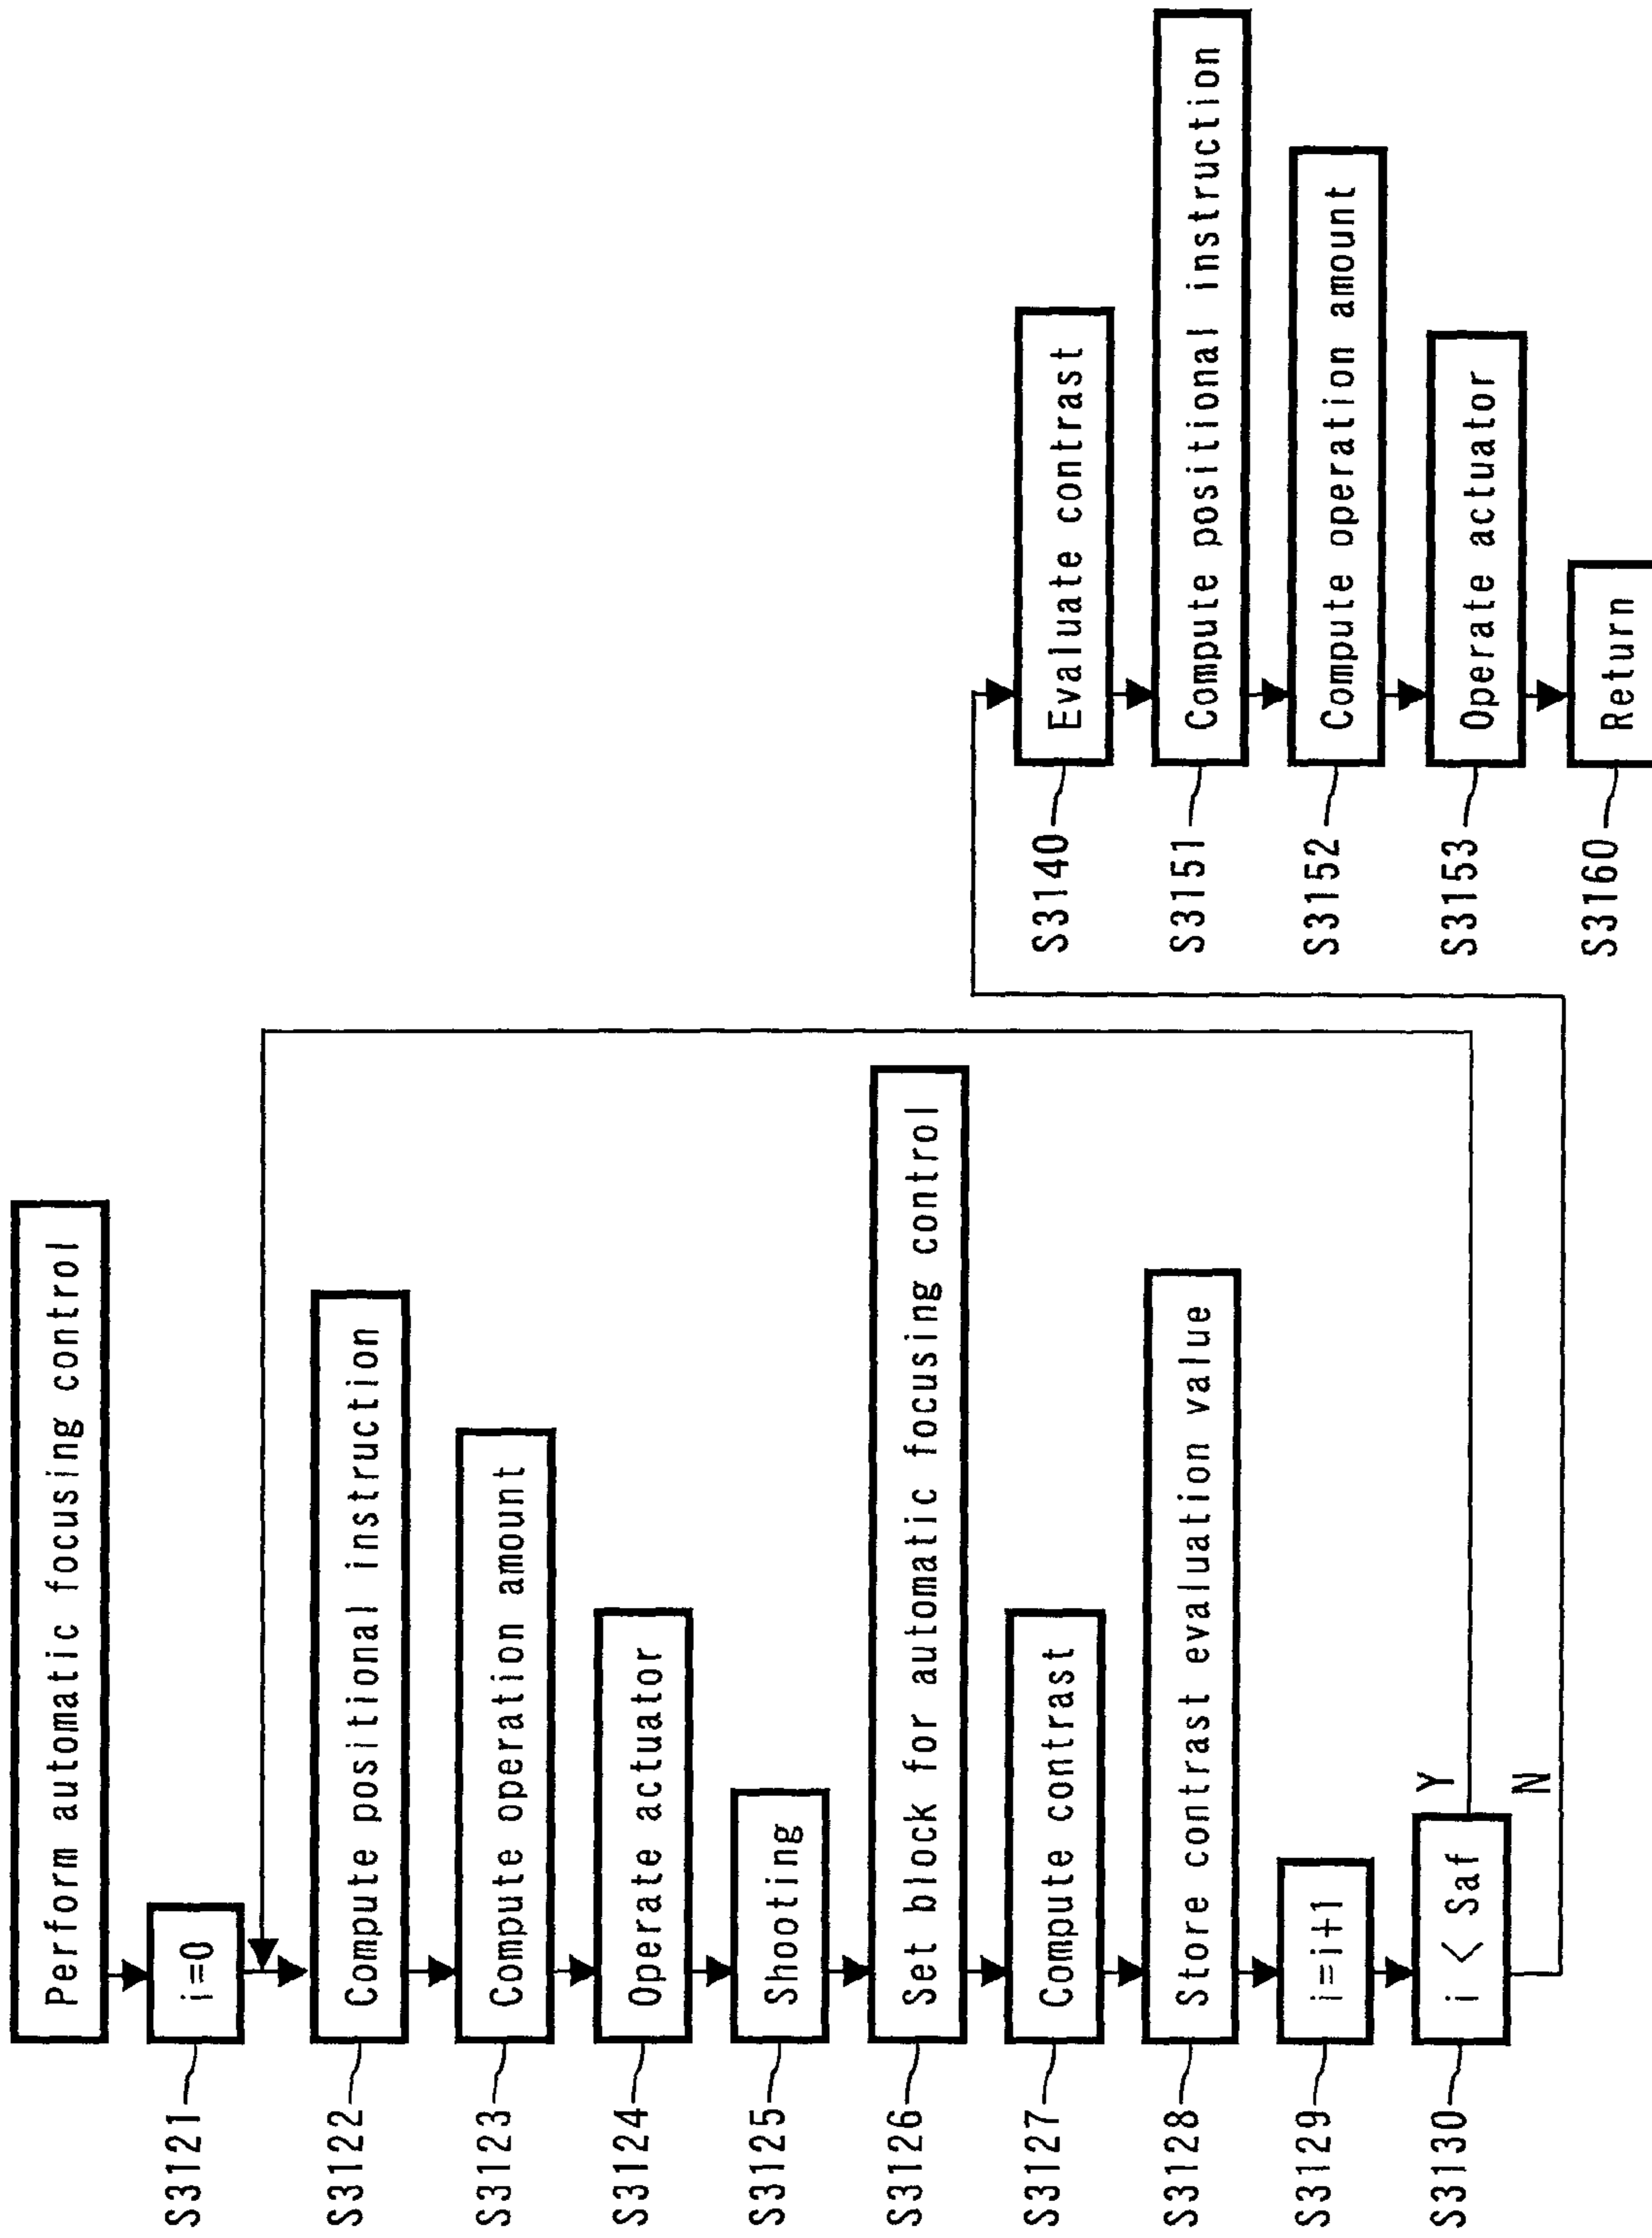 Perform automatic focusing control
S3121
i=0
S3122
Compute positional instruction
S3123
Compute operation amount
S3124
Operate actuator
S3125
Shooting
S3126
Set block for automatic focusing control
S3127
Compute contrast
S3128
Store contrast evaluation value
S3129
i=i+1
S3130
i < Saf
Y
N
S3140
Evaluate contrast
S3151
Compute positional instruction
S3152
Compute operation amount
S3153
Operate actuator
S3160
Return